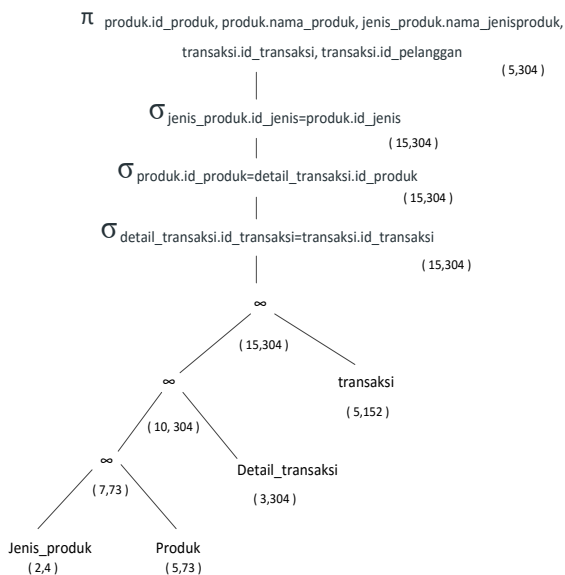 π produk.id_produk, produk.nama_produk, jenis_produk.nama_jenisproduk,
transaksi.id_transaksi, transaksi.id_pelanggan
( 5,304 )
σ jenis_produk.id_jenis=produk.id_jenis
( 15,304 )
σ produk.id_produk=detail_transaksi.id_produk
( 15,304 )
σ detail_transaksi.id_transaksi=transaksi.id_transaksi
( 15,304 )
∞
( 15,304 )
∞
transaksi
( 5,152 )
( 10, 304 )
∞
Detail_transaksi
( 7,73 )
( 3,304 )
Jenis_produk Produk
( 2,4 ) ( 5,73 )